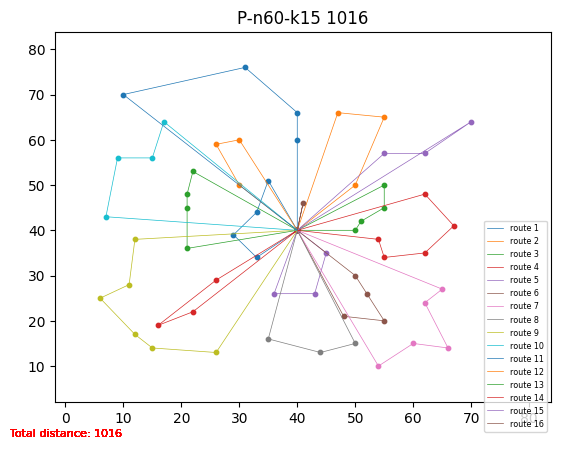 P-n60-k15 1016
80
70
60
50
40
30
20
10
0 10 20 30 40 50 60 70 80
route 1
route 2
route 3
route 4
route 5
route 6
route 7
route 8
route 9
route 10
route 11
route 12
route 13
route 14
route 15
route 16
Total distance: 1016